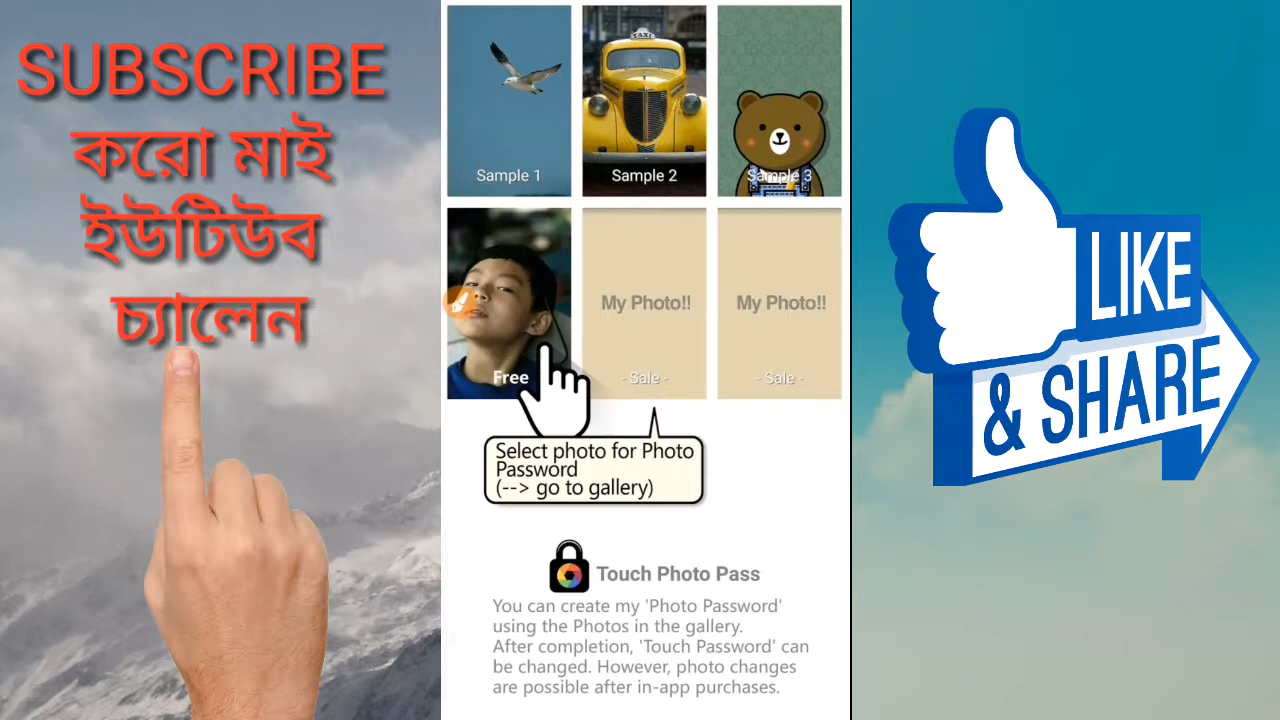 SUBSCRIBE
করো মাই
ইউটিউব
চ্যালেন
TAXI
Sample 1
Sample 2
Sample 3
My Photo!!
My Photo!!
Free
- Sale -
- Sale -
Select photo for Photo
Password
(--> go to gallery)
Touch Photo Pass
You can create my 'Photo Password'
using the Photos in the gallery.
After completion, 'Touch Password' can
be changed. However, photo changes
are possible after in-app purchases.
LIKE
& SHARE